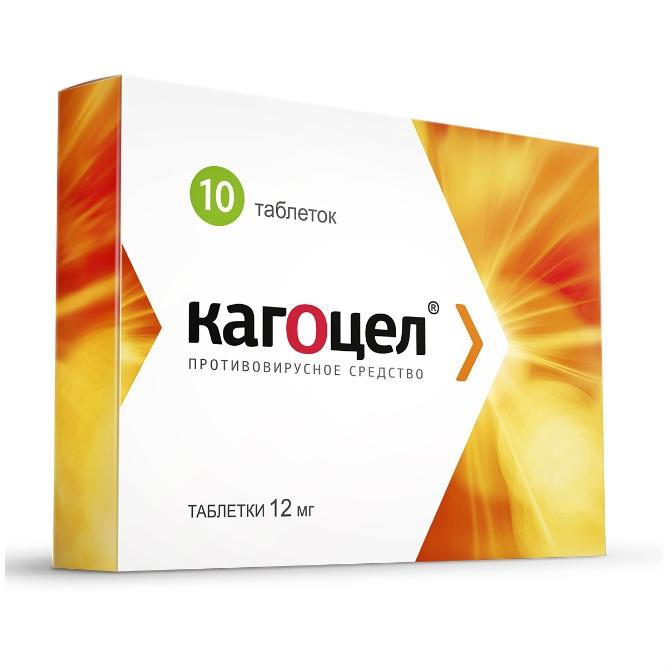 10 таблеток
кагоцел®
ПРОТИВОВИРУСНОЕ СРЕДСТВО
ТАБЛЕТКИ 12 мг